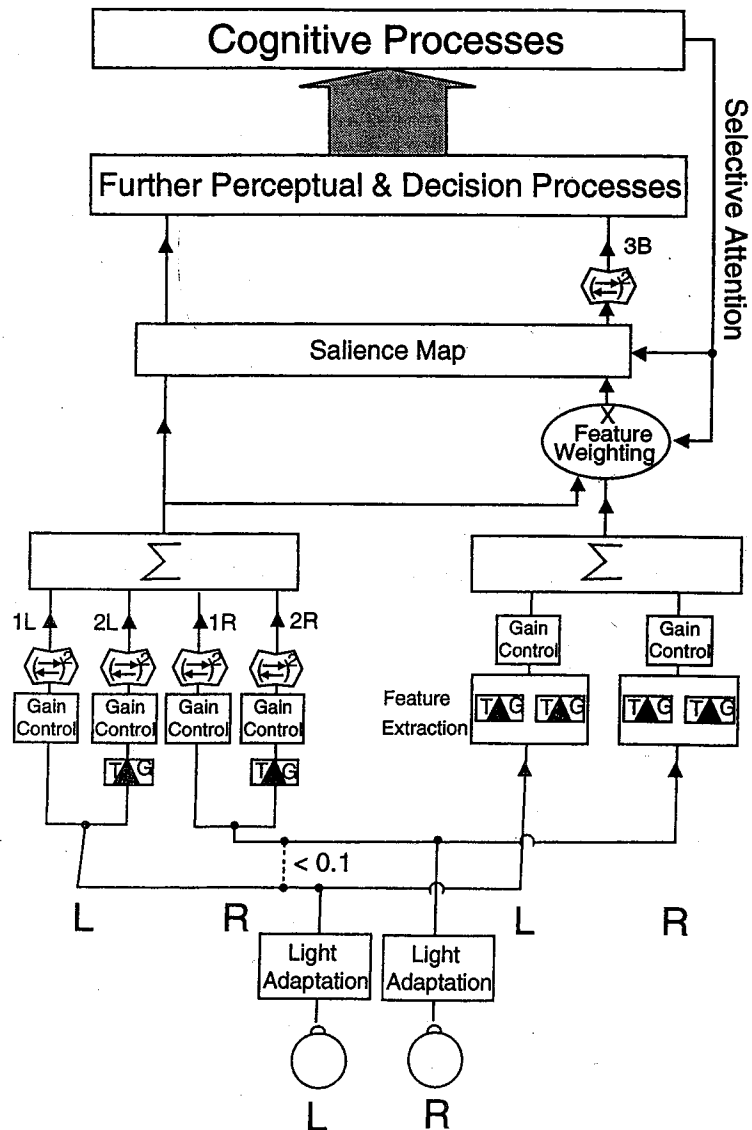 Cognitive Processes
Selective Attention
Further Perceptual & Decision Processes
3B
Salience Map
X
Feature
Weighting
Σ
Σ
1L
2L
1R
2R
Gain
Control
Gain
Control
Gain
Control
Gain
Control
Gain
Control
Gain
Control
Feature
Extraction
T G
T G
T G
T G
T G
T G
< 0.1
L
R
L
R
Light
Adaptation
Light
Adaptation
L
R